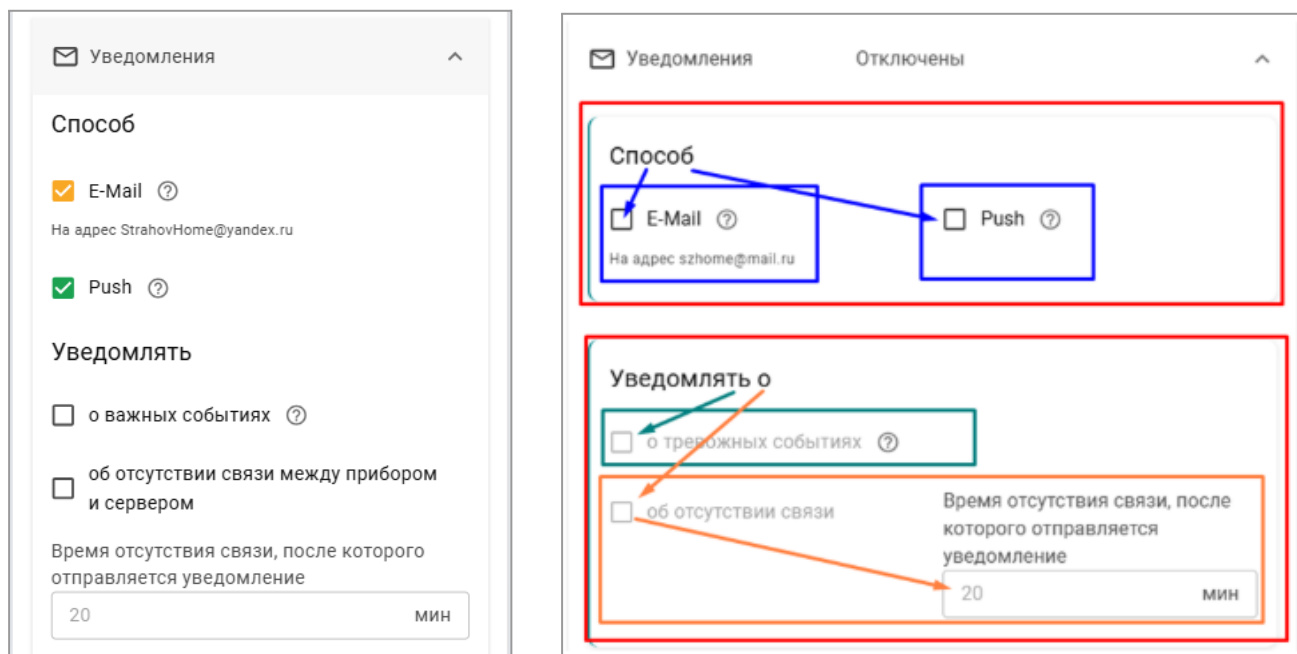 Уведомления
Способ
E-Mail
На адрес StrahovHome@yandex.ru
Push
Уведомлять
о важных событиях
об отсутствии связи между прибором
и сервером
Время отсутствия связи, после которого
отправляется уведомление
20 мин
Уведомления Отключены
Способ
E-Mail Push
На адрес szhome@mail.ru
Уведомлять о
о тревожных событиях
об отсутствии связи
Время отсутствия связи, после
которого отправляется
уведомление
20 мин